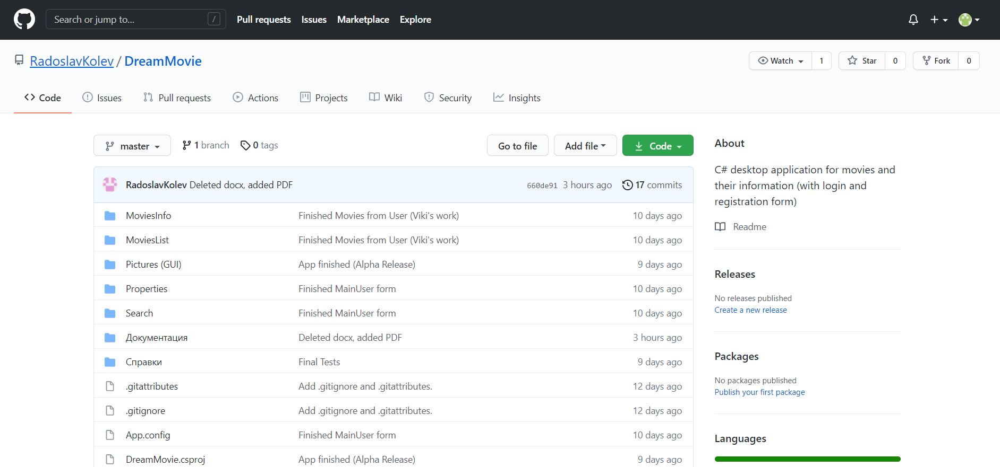 Search or jump to... /
Pull requests Issues Marketplace Explore
RadoslavKolev / DreamMovie
Watch 1 Star 0 Fork 0
Code Issues Pull requests Actions Projects Wiki Security Insights
master 1 branch 0 tags Go to file Add file Code
RadoslavKolev Deleted docx, added PDF 660de91 3 hours ago 17 commits
MoviesInfo Finished Movies from User (Viki's work) 10 days ago
MoviesList Finished Movies from User (Viki's work) 10 days ago
Pictures (GUI) App finished (Alpha Release) 9 days ago
Properties Finished MainUser form 10 days ago
Search Finished MainUser form 10 days ago
Документация Deleted docx, added PDF 3 hours ago
Справки Final Tests 9 days ago
.gitattributes Add .gitignore and .gitattributes. 12 days ago
.gitignore Add .gitignore and .gitattributes. 12 days ago
App.config Finished MainUser form 10 days ago
DreamMovie.csproj App finished (Alpha Release) 9 days ago
About
C# desktop application for movies and
their information (with login and
registration form)
Readme
Releases
No releases published
Create a new release
Packages
No packages published
Publish your first package
Languages